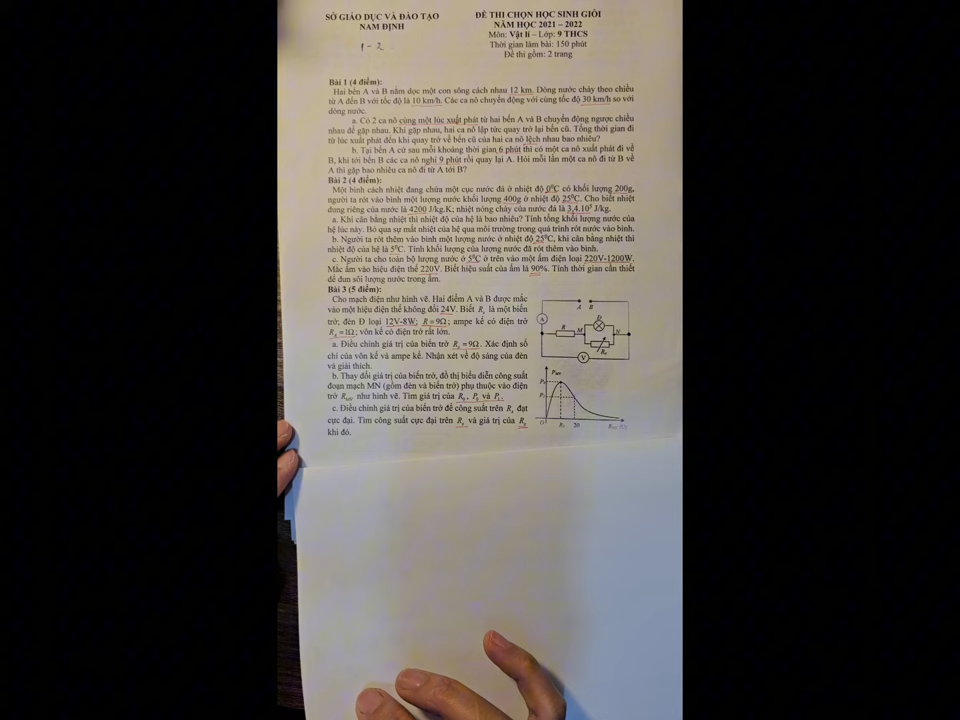 SỞ GIÁO DỤC VÀ ĐÀO TẠO
NAM ĐỊNH
1-2
ĐỀ THI CHỌN HỌC SINH GIỎI
NĂM HỌC 2021 – 2022
Môn: Vật lí – Lớp: 9 THCS
Thời gian làm bài: 150 phút
Đề thi gồm: 2 trang
Bài 1 (4 điểm):
Hai bến A và B nằm dọc một con sông cách nhau 12 km. Dòng nước chảy theo chiều
từ A đến B với tốc độ là 10 km/h. Các ca nô chuyển động với cùng tốc độ 30 km/h so với
dòng nước.
a. Có 2 ca nô cùng một lúc xuất phát từ hai bến A và B chuyển động ngược chiều
nhau để gặp nhau. Khi gặp nhau, hai ca nô lập tức quay trở lại bến cũ. Tổng thời gian đi
từ lúc xuất phát đến khi quay trở về bến cũ của hai ca nô lệch nhau bao nhiêu?
b. Tại bến A cứ sau mỗi khoảng thời gian 6 phút thì có một ca nô xuất phát đi về
B, khi tới bến B các ca nô nghỉ 9 phút rồi quay lại A. Hỏi mỗi lần một ca nô đi từ B về
A thì gặp bao nhiêu ca nô đi từ A tới B?
Bài 2 (4 điểm):
Một bình cách nhiệt đang chứa một cục nước đá ở nhiệt độ 0⁰C có khối lượng 200g,
người ta rót vào bình một lượng nước khối lượng 400g ở nhiệt độ 25⁰C. Cho biết nhiệt
dung riêng của nước là 4200 J/kg.K; nhiệt nóng chảy của nước đá là 3,4.10⁵ J/kg.
a. Khi cân bằng nhiệt thì nhiệt độ của hệ là bao nhiêu? Tính tổng khối lượng nước của
hệ lúc này. Bỏ qua sự mất nhiệt của hệ qua môi trường trong quá trình rót nước vào bình.
b. Người ta rót thêm vào bình một lượng nước ở nhiệt độ 25⁰C, khi cân bằng nhiệt thì
nhiệt độ của hệ là 5⁰C. Tính khối lượng của lượng nước đã rót thêm vào bình.
c. Người ta cho toàn bộ lượng nước ở 5⁰C ở trên vào một ấm điện loại 220V-1200W.
Mắc ấm vào hiệu điện thế 220V. Biết hiệu suất của ấm là 90%. Tính thời gian cần thiết
để đun sôi lượng nước trong ấm.
Bài 3 (5 điểm):
Cho mạch điện như hình vẽ. Hai điểm A và B được mắc
vào một hiệu điện thế không đổi 24V. Biết Rₓ là một biến
trở; đèn Đ loại 12V-8W; R = 9Ω; ampe kế có điện trở
R_A = 1Ω; vôn kế có điện trở rất lớn.
a. Điều chỉnh giá trị của biến trở Rₓ = 9Ω. Xác định số
chỉ của vôn kế và ampe kế. Nhận xét về độ sáng của đèn
và giải thích.
b. Thay đổi giá trị của biến trở, đồ thị biểu diễn công suất
đoạn mạch MN (gồm đèn và biến trở) phụ thuộc vào điện
trở R_MN như hình vẽ. Tìm giá trị của
c. Điều chỉnh giá trị của biến trở để công suất trên Rₓ đạt
cực đại. Tìm công suất cực đại trên Rₓ và giá trị của Rₓ
khi đó.
A B
A
Đ
R M N
Rₓ
V
P_MN
O 20